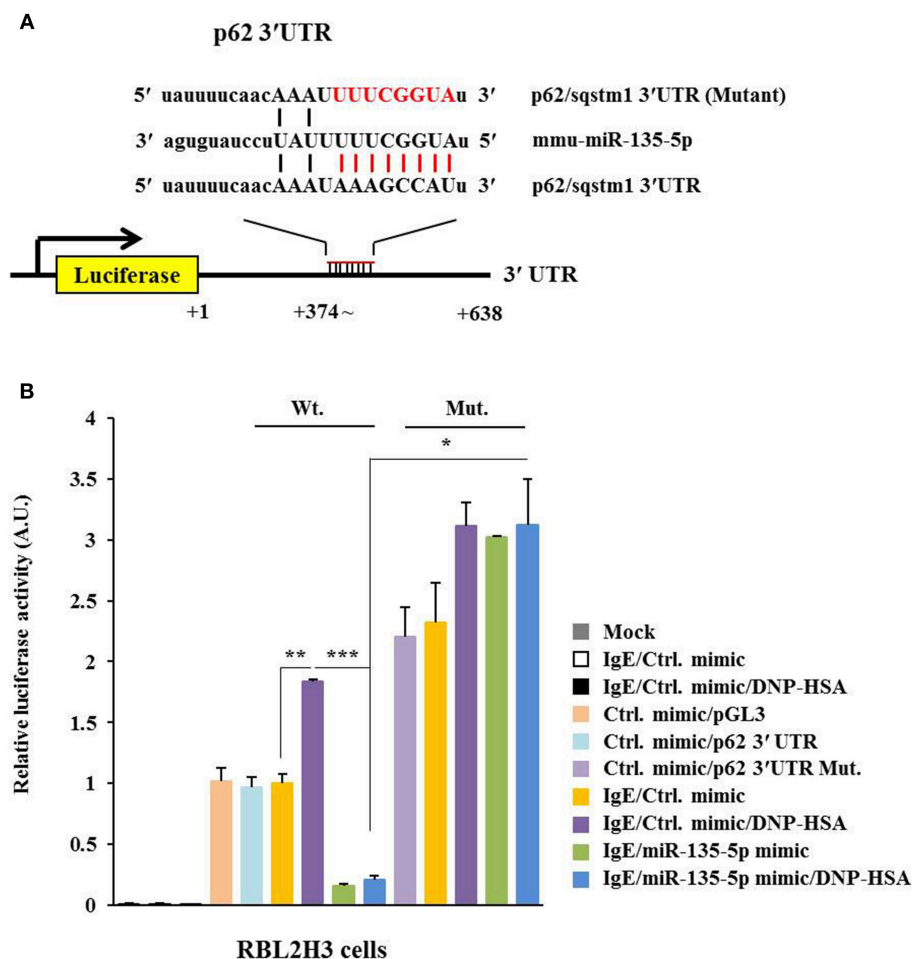 A
p62 3′UTR
5′ uauuuucaacAAAUUUUCGGUAu 3′ p62/sqstm1 3′UTR (Mutant)
3′ aguguauccuUAUUUUUCGGUAu 5′ mmu-miR-135-5p
5′ uauuuucaacAAAUAAAGCCAUu 3′ p62/sqstm1 3′UTR
Luciferase
3′ UTR
+1
+374 ~
+638
B
Wt.
Mut.
*
**
***
Relative luciferase activity (A.U.)
4
3.5
3
2.5
2
1.5
1
0.5
0
RBL2H3 cells
Mock
IgE/Ctrl. mimic
IgE/Ctrl. mimic/DNP-HSA
Ctrl. mimic/pGL3
Ctrl. mimic/p62 3′ UTR
Ctrl. mimic/p62 3′UTR Mut.
IgE/Ctrl. mimic
IgE/Ctrl. mimic/DNP-HSA
IgE/miR-135-5p mimic
IgE/miR-135-5p mimic/DNP-HSA